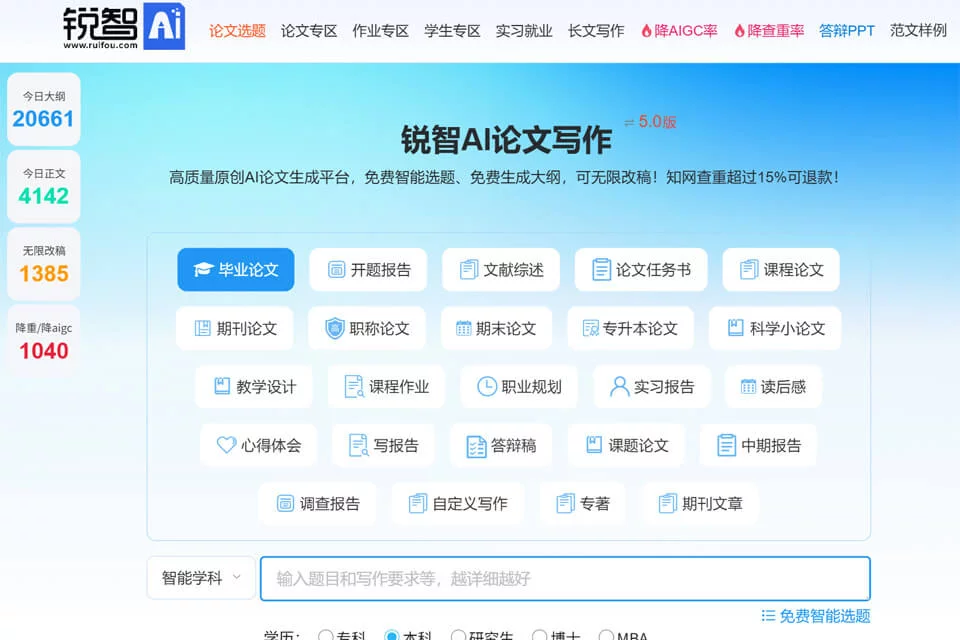 锐智 Ai
www.ruifou.com
论文选题 论文专区 作业专区 学生专区 实习就业 长文写作 降AIGC率 降查重率 答辩PPT 范文样例
今日大纲
20661
今日正文
4142
无限改稿
1385
降重/降aigc
1040
锐智AI论文写作 5.0版
高质量原创AI论文生成平台，免费智能选题、免费生成大纲，可无限改稿！知网查重超过15%可退款！
毕业论文 开题报告 文献综述 论文任务书 课程论文
期刊论文 职称论文 期末论文 专升本论文 科学小论文
教学设计 课程作业 职业规划 实习报告 读后感
心得体会 写报告 答辩稿 课题论文 中期报告
调查报告 自定义写作 专著 期刊文章
智能学科 输入题目和写作要求等，越详细越好
免费智能选题
学历： 专科 本科 研究生 博士 MBA